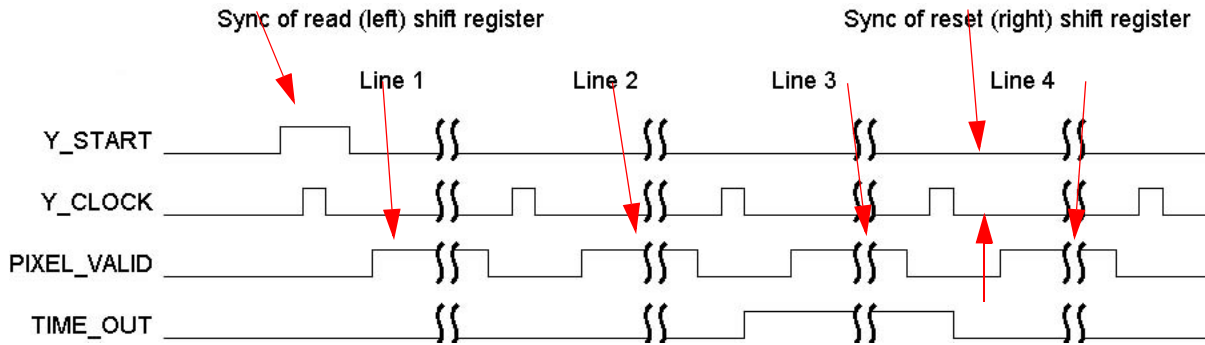 Sync of read (left) shift register
Sync of reset (right) shift register
Line 1
Line 2
Line 3
Line 4
Y_START
Y_CLOCK
PIXEL_VALID
TIME_OUT